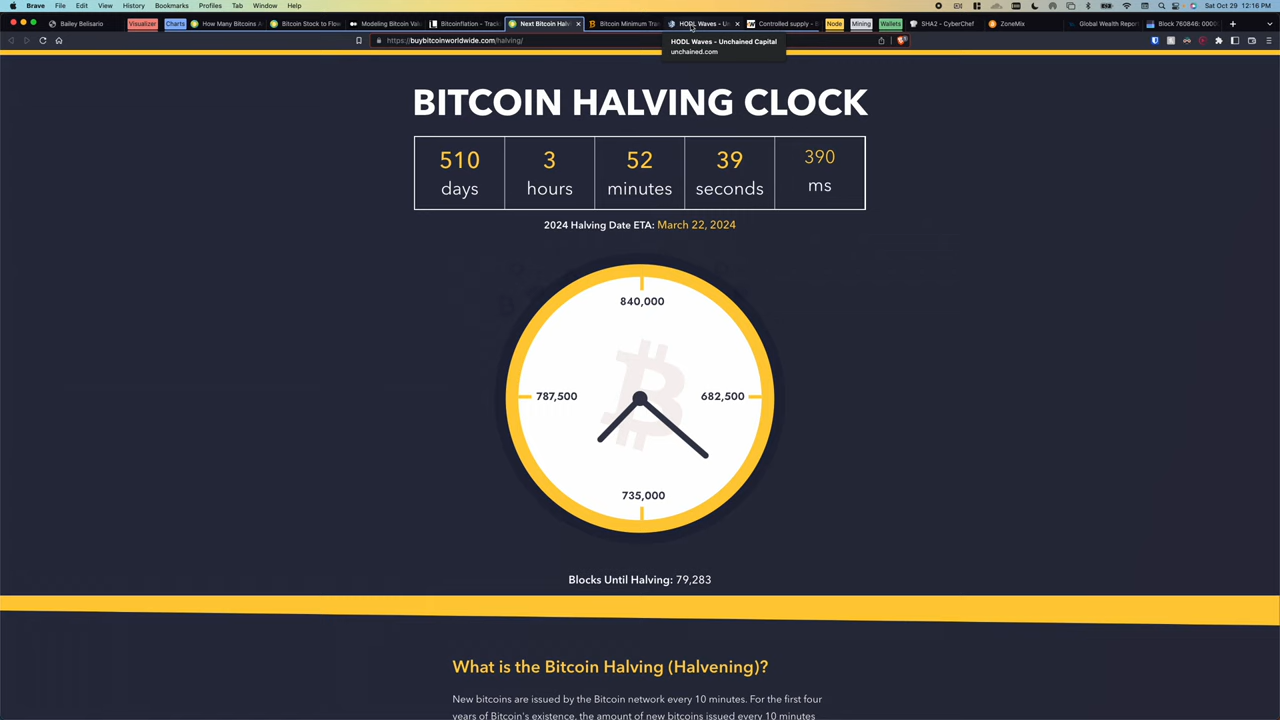 Brave File Edit View History Bookmarks Profiles Tab Window Help Sat Oct 29 12:16 PM
Bailey Belisario Visualizer Charts How Many Bitcoins A Bitcoin Stock to Flow Modeling Bitcoin Valu Bitcoinflation - Track Next Bitcoin Halv Bitcoin Minimum Tran HODL Waves - Un Controlled supply - B Node Mining Wallets SHA2 - CyberChef ZoneMix Global Wealth Report Block 760846: 0000
https://buybitcoinworldwide.com/halving/
HODL Waves - Unchained Capital
unchained.com
BITCOIN HALVING CLOCK
510 3 52 39 390
days hours minutes seconds ms
2024 Halving Date ETA: March 22, 2024
840,000
787,500 682,500
735,000
Blocks Until Halving: 79,283
What is the Bitcoin Halving (Halvening)?
New bitcoins are issued by the Bitcoin network every 10 minutes. For the first four
years of Bitcoin's existence, the amount of new bitcoins issued every 10 minutes